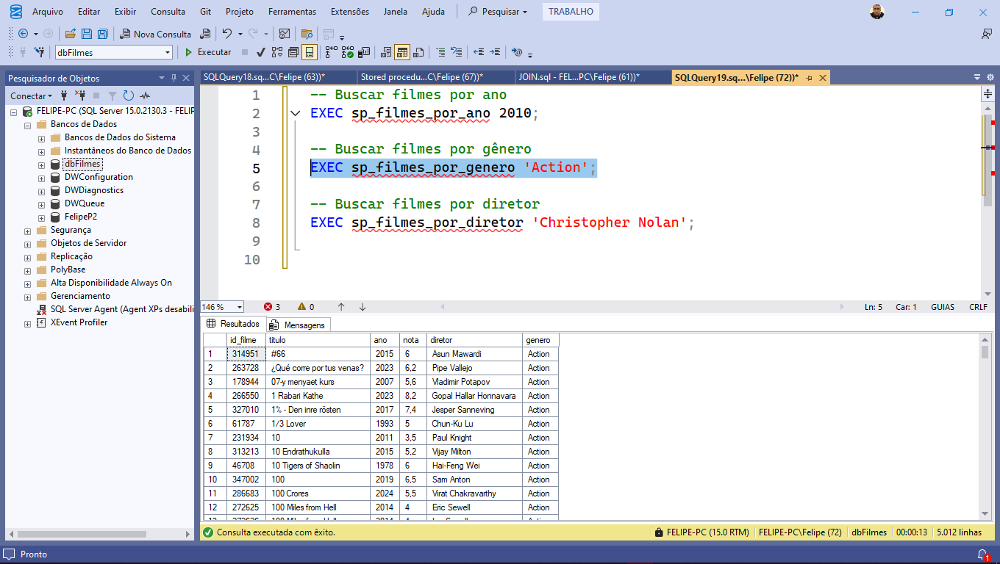 Arquivo Editar Exibir Consulta Git Projeto Ferramentas Extensões Janela Ajuda Pesquisar TRABALHO
Nova Consulta
dbFilmes Executar
Pesquisador de Objetos
SQLQuery18.sq...C\Felipe (63))* Stored procedu...C\Felipe (67))* JOIN.sql - FEL...PC\Felipe (61))* SQLQuery19.sq...\Felipe (72))*
Conectar
FELIPE-PC (SQL Server 15.0.2130.3 - FELIP
Bancos de Dados
Bancos de Dados do Sistema
Instantâneos do Banco de Dados
dbFilmes
DWConfiguration
DWDiagnostics
DWQueue
FelipeP2
Segurança
Objetos de Servidor
Replicação
PolyBase
Alta Disponibilidade Always On
Gerenciamento
SQL Server Agent (Agent XPs desabili
XEvent Profiler
1 -- Buscar filmes por ano
2 EXEC sp_filmes_por_ano 2010;
3
4 -- Buscar filmes por gênero
5 EXEC sp_filmes_por_genero 'Action';
6
7 -- Buscar filmes por diretor
8 EXEC sp_filmes_por_diretor 'Christopher Nolan';
9
10
146 % 3 0 Ln: 5 Car: 1 GUIAS CRLF
Resultados Mensagens
id_filme titulo ano nota diretor genero
1 314951 #66 2015 6 Asun Mawardi Action
2 263728 ¿Qué corre por tus venas? 2023 6,2 Pipe Vallejo Action
3 178944 07-y menyaet kurs 2007 5,6 Vladimir Potapov Action
4 266550 1 Rabari Kathe 2023 8,2 Gopal Hallar Honnavara Action
5 327010 1% - Den inre rösten 2017 7,4 Jesper Sanneving Action
6 61787 1/3 Lover 1993 5 Chun-Ku Lu Action
7 231934 10 2011 3,5 Paul Knight Action
8 313213 10 Endrathukulla 2015 5,2 Vijay Milton Action
9 46708 10 Tigers of Shaolin 1978 6 Hai-Feng Wei Action
10 347002 100 2019 6,5 Sam Anton Action
11 286683 100 Crores 2024 5,5 Virat Chakravarthy Action
12 272625 100 Miles from Hell 2014 4 Eric Sewell Action
Consulta executada com êxito. FELIPE-PC (15.0 RTM) FELIPE-PC\Felipe (72) dbFilmes 00:00:13 5.012 linhas
Pronto 1